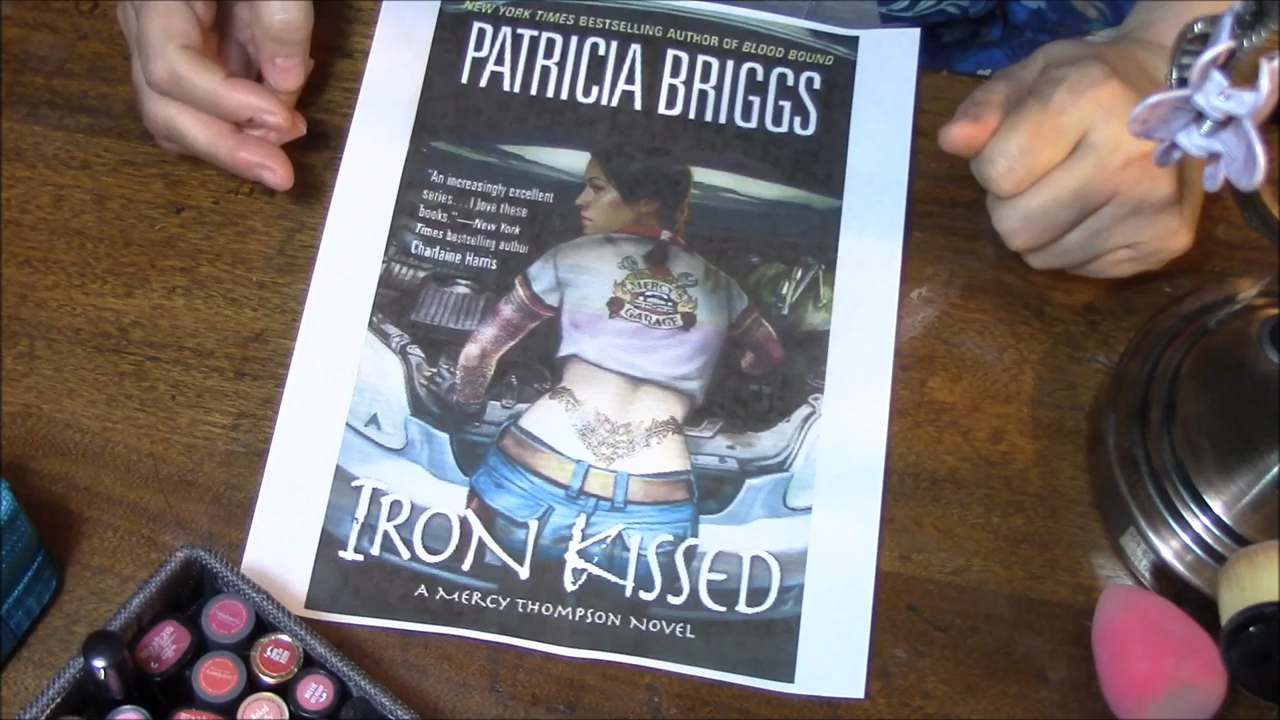 NEW YORK TIMES BESTSELLING AUTHOR OF BLOOD BOUND
PATRICIA BRIGGS
"An increasingly excellent
series...I love these
books."—New York
Times bestselling author
Charlaine Harris
MERCY'S
GARAGE
IRON KISSED
A MERCY THOMPSON NOVEL